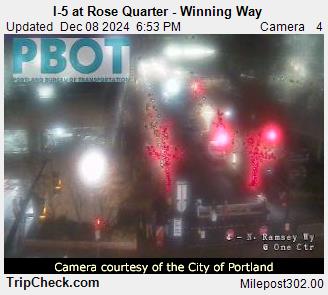 I-5 at Rose Quarter - Winning Way
Updated  Dec 08 2024  6:53 PM    Camera    4
PBOT
PORTLAND BUREAU OF TRANSPORTATION
4 - N. Ramsey Wy
@ One Ctr
Camera courtesy of the City of Portland
TripCheck.com    Milepost302.00